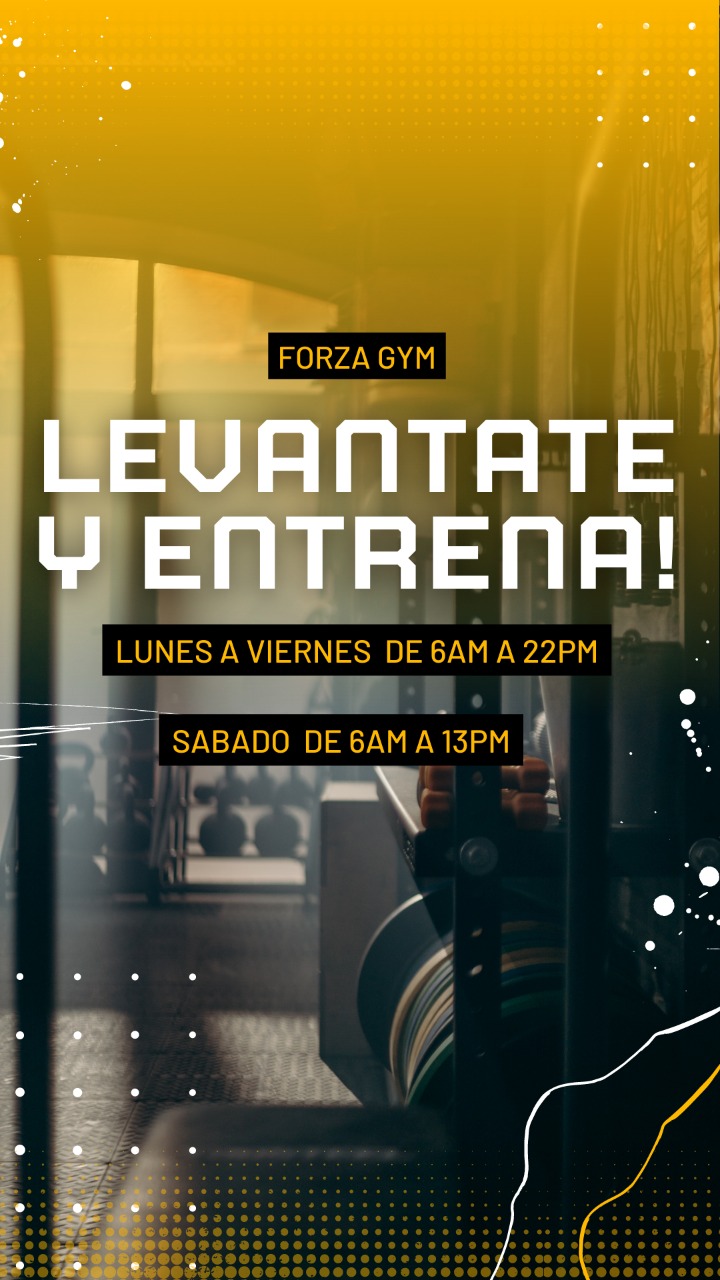 FORZA GYM
LEVANTATE
Y ENTRENA!
LUNES A VIERNES DE 6AM A 22PM
SABADO DE 6AM A 13PM